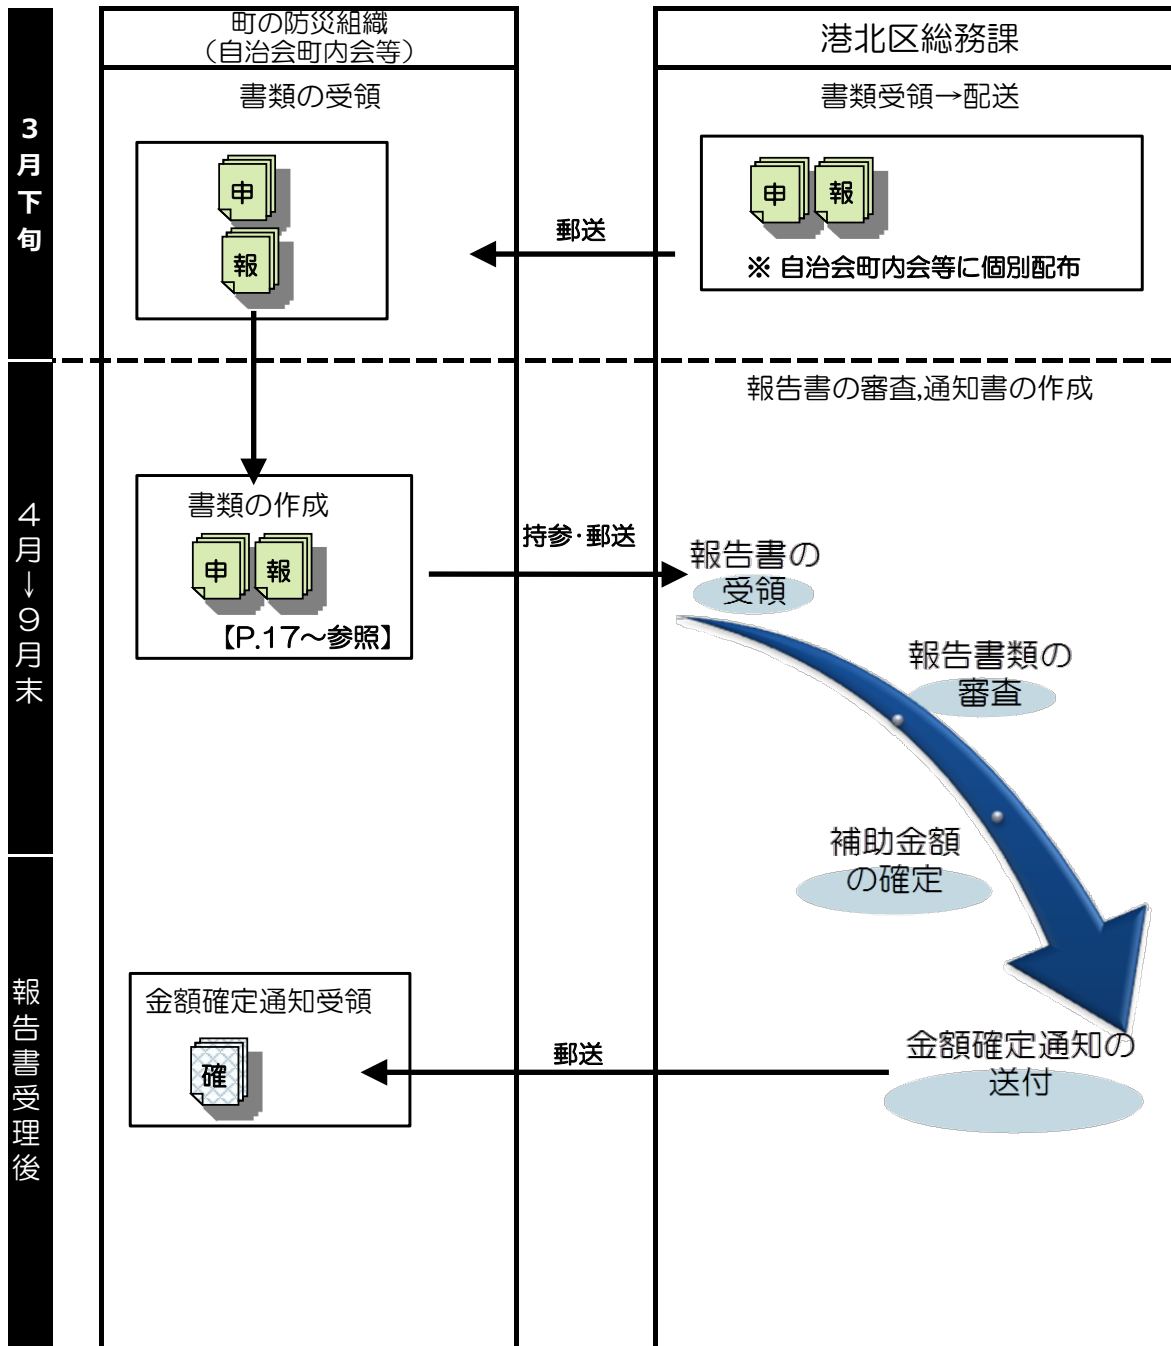 町の防災組織
（自治会町内会等）
港北区総務課
3月下旬
書類の受領
申
報
書類受領→配送
申 報
※ 自治会町内会等に個別配布
郵送
4月→9月末
報告書の審査,通知書の作成
書類の作成
申 報
【P.17～参照】
持参・郵送
報告書の
受領
報告書類の
審査
補助金額
の確定
報告書受理後
金額確定通知受領
確
郵送
金額確定通知の
送付